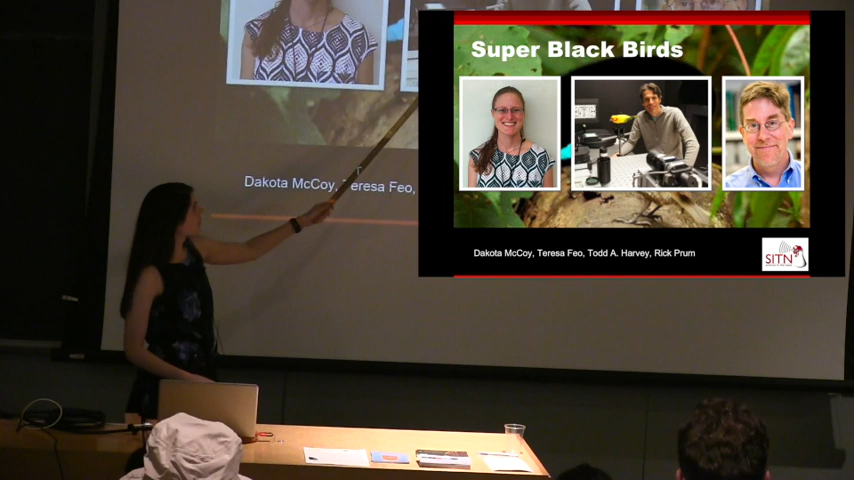 Super Black Birds
Dakota McCoy, Teresa Feo,
Dakota McCoy, Teresa Feo, Todd A. Harvey, Rick Prum
SITN